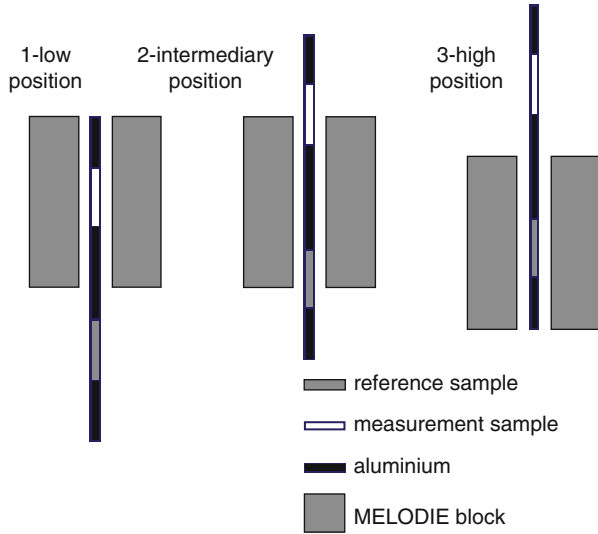 1-low
position
2-intermediary
position
3-high
position
reference sample
measurement sample
aluminium
MELODIE block